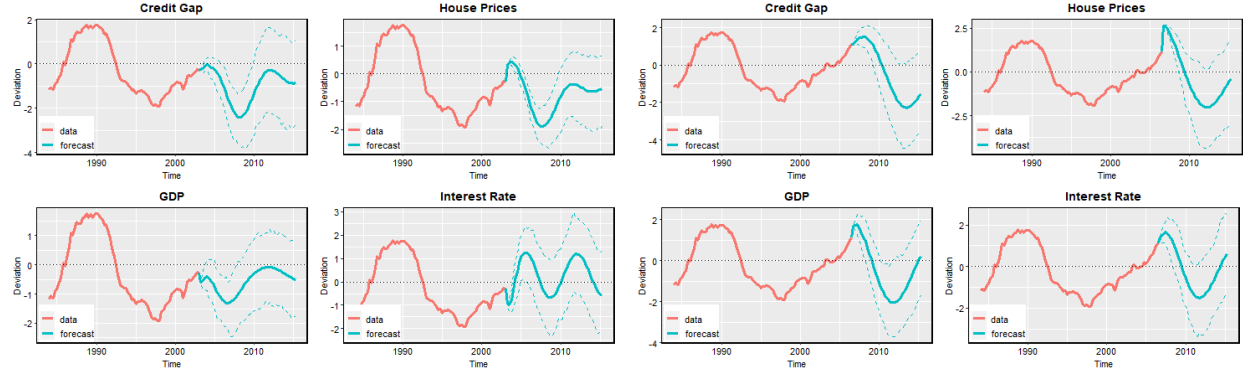 Credit Gap House Prices Credit Gap House Prices
2
1
0
-1
-2
Deviation
-4
data
forecast
1990 2000 2010
Time
1
0
-1
-2
Deviation
data
forecast
1990 2000 2010
Time
2
0
-2
-4
Deviation
data
forecast
1990 2000 2010
Time
2.5
0.0
-2.5
Deviation
data
forecast
1990 2000 2010
Time
GDP Interest Rate GDP Interest Rate
1
0
-1
-2
Deviation
data
forecast
1990 2000 2010
Time
3
2
1
0
-1
-2
Deviation
data
forecast
1990 2000 2010
Time
2
0
-2
-4
Deviation
data
forecast
1990 2000 2010
Time
2
0
-2
Deviation
data
forecast
1990 2000 2010
Time